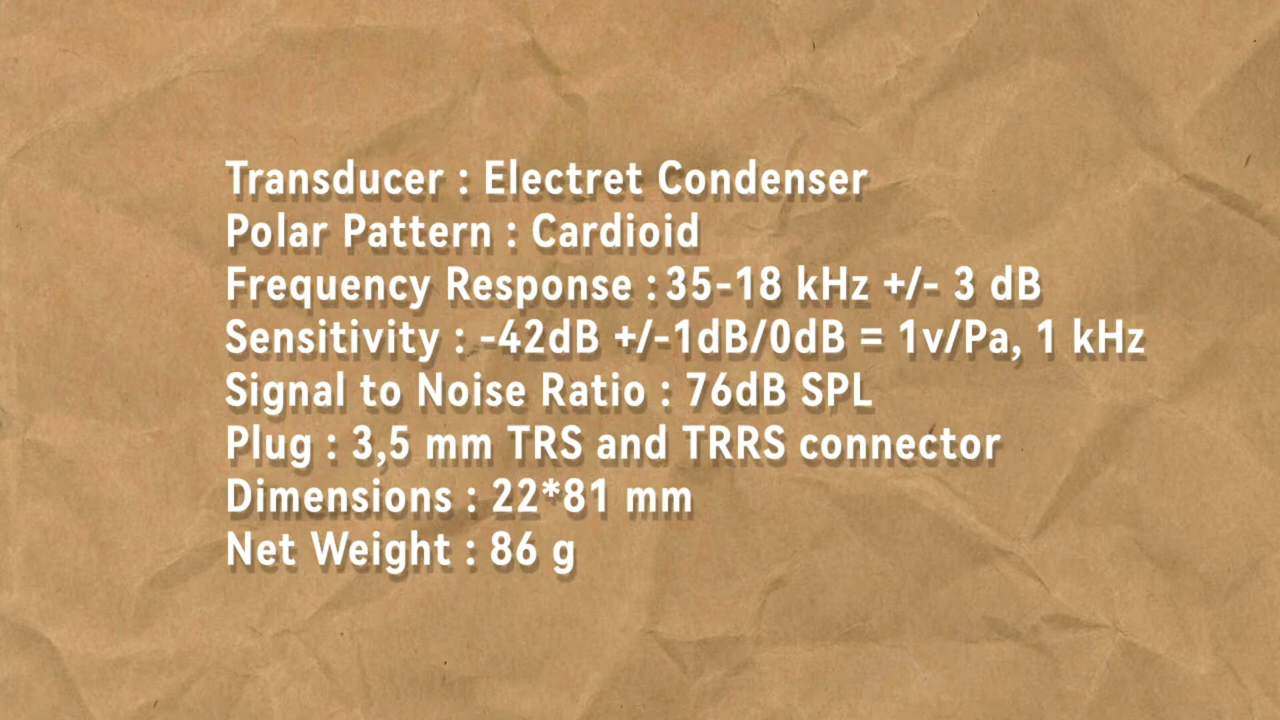 Transducer : Electret Condenser
Polar Pattern : Cardioid
Frequency Response : 35-18 kHz +/- 3 dB
Sensitivity : -42dB +/-1dB/0dB = 1v/Pa, 1 kHz
Signal to Noise Ratio : 76dB SPL
Plug : 3,5 mm TRS and TRRS connector
Dimensions : 22*81 mm
Net Weight : 86 g